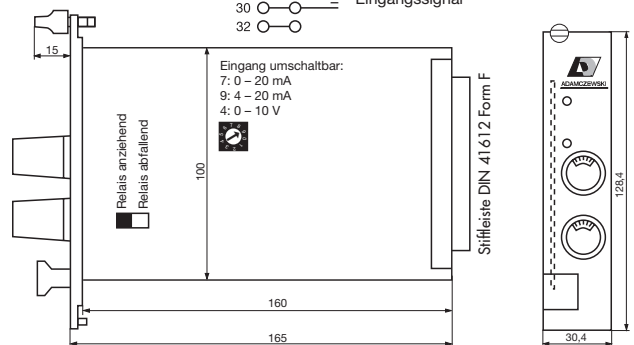 30
Eingangssignal
32
15
Eingang umschaltbar:
7: 0 – 20 mA
9: 4 – 20 mA
4: 0 – 10 V
Relais anziehend
Relais abfallend
100
Stiftleiste DIN 41612 Form F
160
165
ADAMCZEWSKI
128,4
30,4